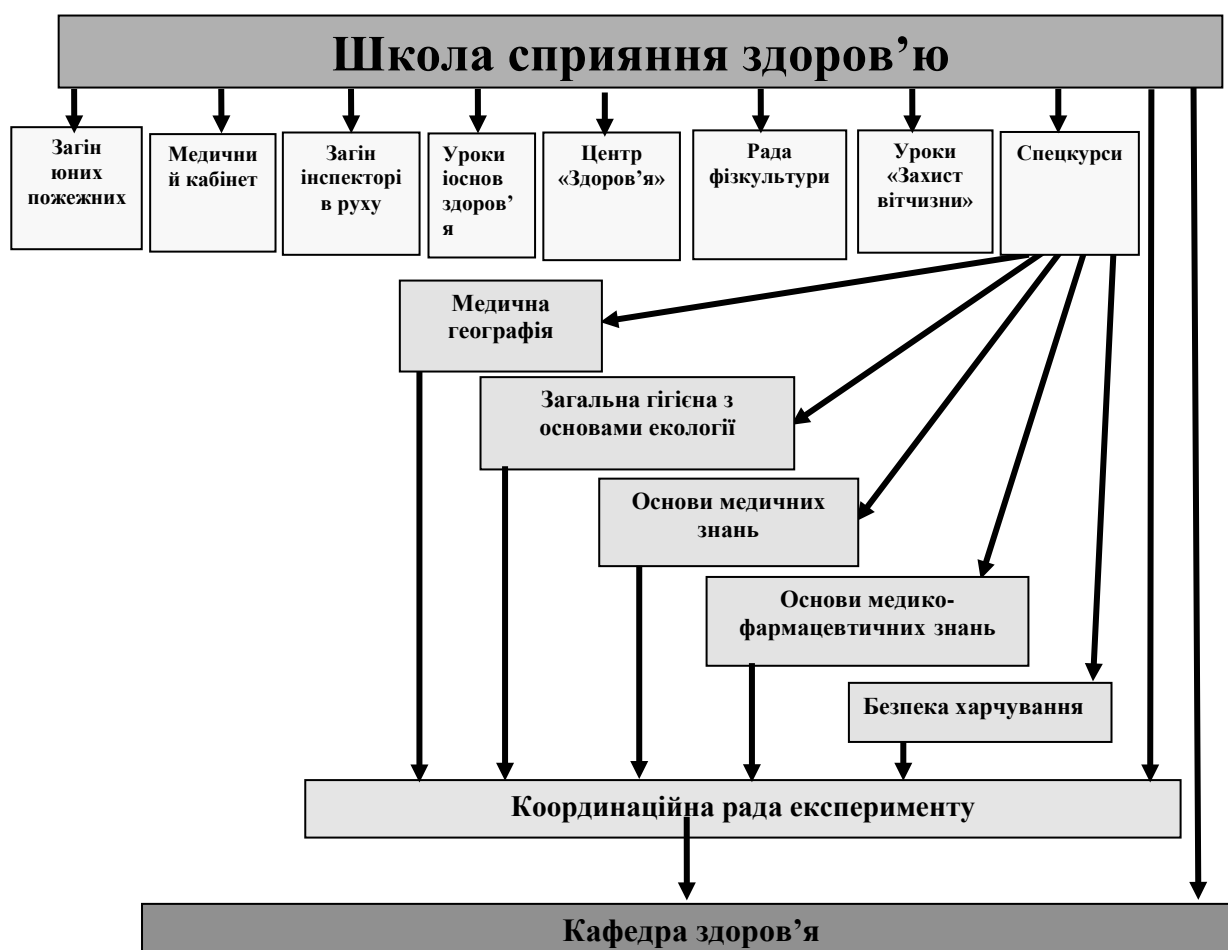 Школа сприяння здоров’ю
Загін
юних
пожежних
Медични
й кабінет
Загін
інспекторі
в руху
Уроки
іоснов
здоров’
я
Центр
«Здоров’я»
Рада
фізкультури
Уроки
«Захист
вітчизни»
Спецкурси
Медична
географія
Загальна гігієна з
основами екології
Основи медичних
знань
Основи медико-
фармацевтичних знань
Безпека харчування
Координаційна рада експерименту
Кафедра здоров’я